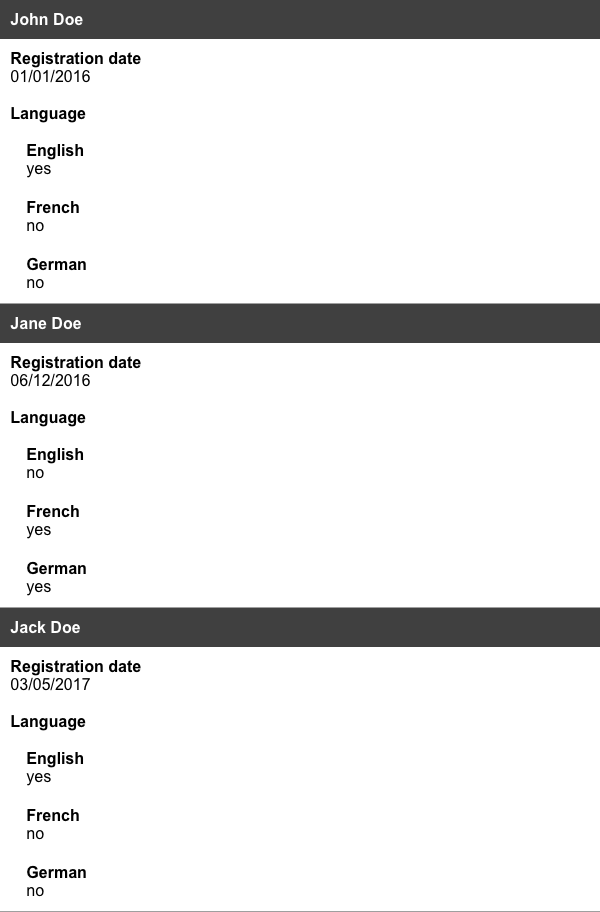 John Doe
Registration date
01/01/2016
Language
English
yes
French
no
German
no
Jane Doe
Registration date
06/12/2016
Language
English
no
French
yes
German
yes
Jack Doe
Registration date
03/05/2017
Language
English
yes
French
no
German
no